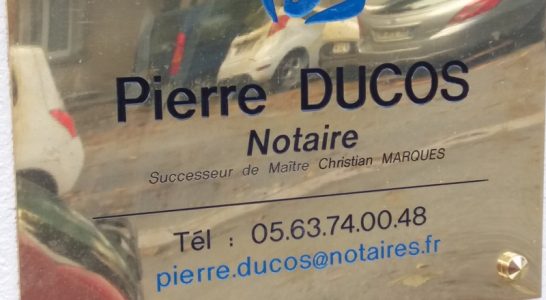 Pierre DUCOS
Notaire
Successeur de Maître Christian MARQUES
Tél : 05.63.74.00.48
pierre.ducos@notaires.fr